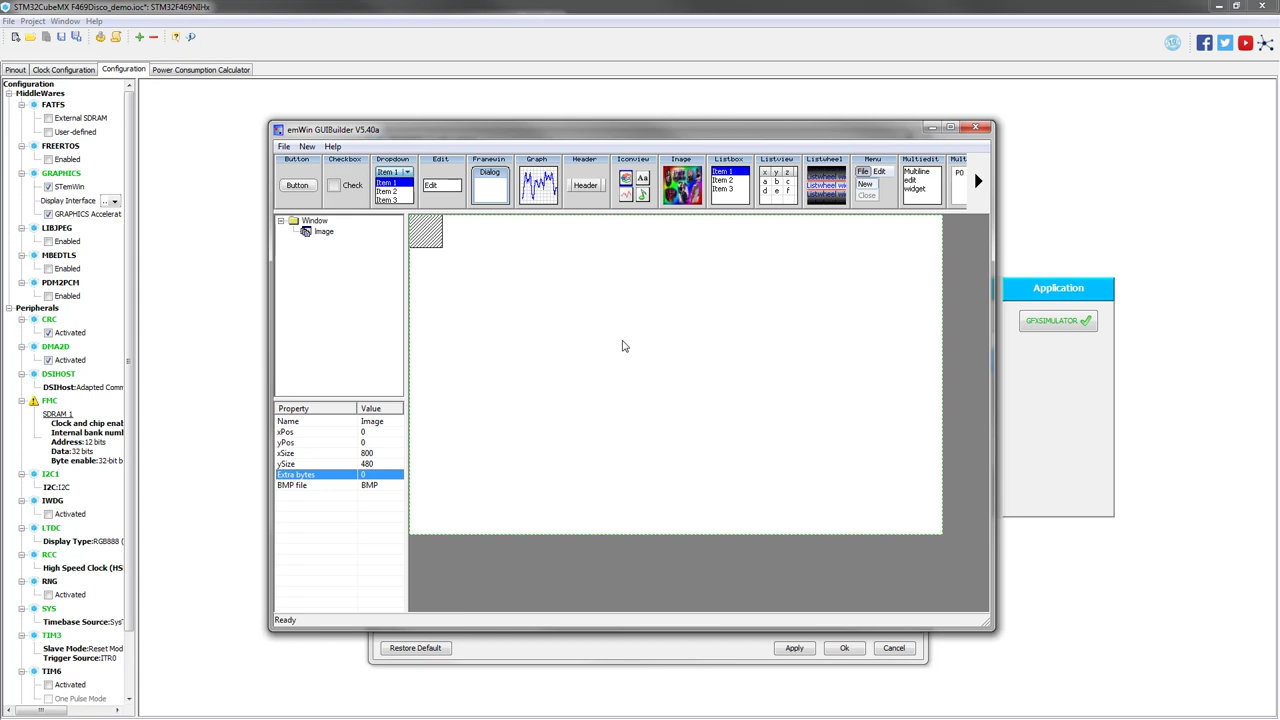 STM32CubeMX F469Disco_demo.ioc*: STM32F469NIHx
File Project Window Help
Pinout Clock Configuration Configuration Power Consumption Calculator
Configuration
MiddleWares
FATFS
External SDRAM
User-defined
FREERTOS
Enabled
GRAPHICS
STemWin
Display Interface ..
GRAPHICS Accelerat
LIBJPEG
Enabled
MBEDTLS
Enabled
PDM2PCM
Enabled
Peripherals
CRC
Activated
DMA2D
Activated
DSIHOST
DSIHost:Adapted Comm
FMC
SDRAM 1
Clock and chip enab
Internal bank numb
Address:12 bits
Data:32 bits
Byte enable:32-bit b
I2C1
I2C:I2C
IWDG
Activated
LTDC
Display Type:RGB888 (
RCC
High Speed Clock (HS
RNG
Activated
SYS
Timebase Source:Sys
TIM3
Slave Mode:Reset Mod
Trigger Source:ITR0
TIM6
Activated
One Pulse Mode
emWin GUIBuilder V5.40a
File New Help
Button Checkbox Dropdown Edit Framewin Graph Header Iconview Image Listbox Listview Listwheel Menu Multiedit Mult
Button
Check
Item 1
Item 1
Item 2
Item 3
Edit
Dialog
Header
Aa
Item 1
Item 2
Item 3
x y z
a b c
d e f
Listwheel wi
File Edit
New
Close
Multiline
edit
widget
P0
Window
Image
Property Value
Name Image
xPos 0
yPos 0
xSize 800
ySize 480
Extra bytes 0
BMP file BMP
Ready
Restore Default Apply Ok Cancel
Application
GFXSIMULATOR